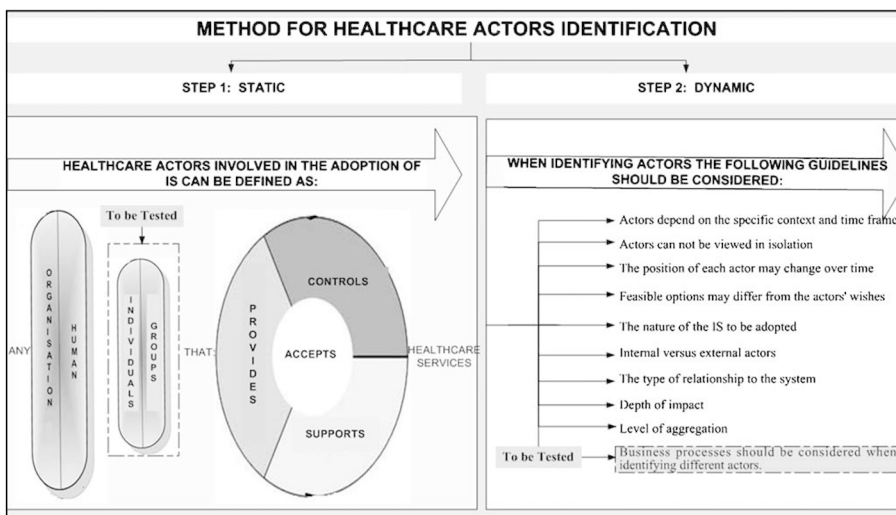 METHOD FOR HEALTHCARE ACTORS IDENTIFICATION
STEP 1: STATIC
STEP 2: DYNAMIC
HEALTHCARE ACTORS INVOLVED IN THE ADOPTION OF
IS CAN BE DEFINED AS:
To be Tested
ANY
ORGANISATION
HUMAN
INDIVIDUALS
GROUPS
THAT:
PROVIDES
CONTROLS
ACCEPTS
SUPPORTS
HEALTHCARE
SERVICES
WHEN IDENTIFYING ACTORS THE FOLLOWING GUIDELINES
SHOULD BE CONSIDERED:
Actors depend on the specific context and time frame
Actors can not be viewed in isolation
The position of each actor may change over time
Feasible options may differ from the actors' wishes
The nature of the IS to be adopted
Internal versus external actors
The type of relationship to the system
Depth of impact
Level of aggregation
To be Tested
Business processes should be considered when
identifying different actors.